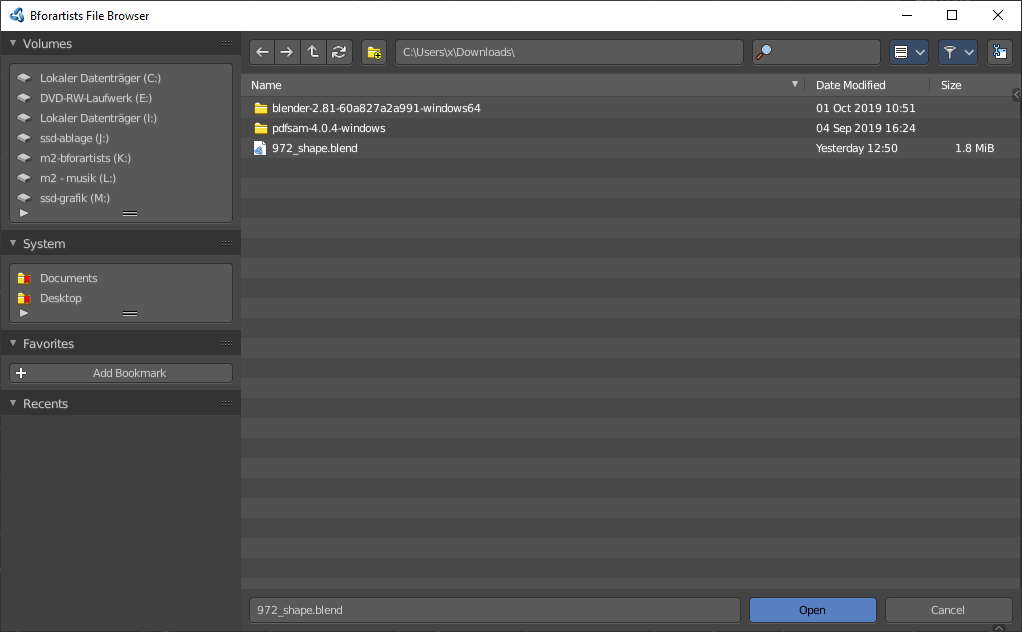 Bforartists File Browser
Volumes
Lokaler Datenträger (C:)
DVD-RW-Laufwerk (E:)
Lokaler Datenträger (I:)
ssd-ablage (J:)
m2-bforartists (K:)
m2 - musik (L:)
ssd-grafik (M:)
System
Documents
Desktop
Favorites
Add Bookmark
Recents
C:\Users\x\Downloads\
Name Date Modified Size
blender-2.81-60a827a2a991-windows64 01 Oct 2019 10:51
pdfsam-4.0.4-windows 04 Sep 2019 16:24
972_shape.blend Yesterday 12:50 1.8 MiB
972_shape.blend Open Cancel